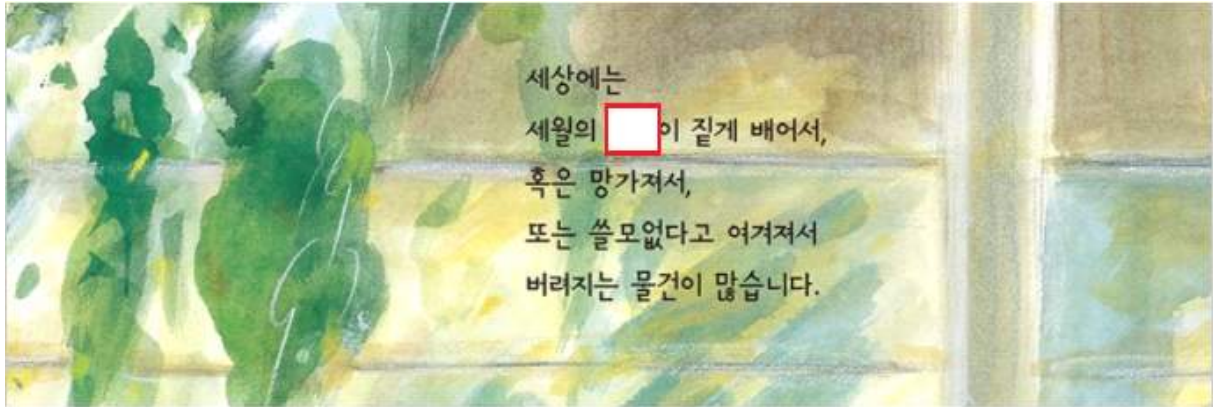 세상에는
세월의 이 짙게 배어서,
혹은 망가져서,
또는 쓸모없다고 여겨져서
버려지는 물건이 많습니다.